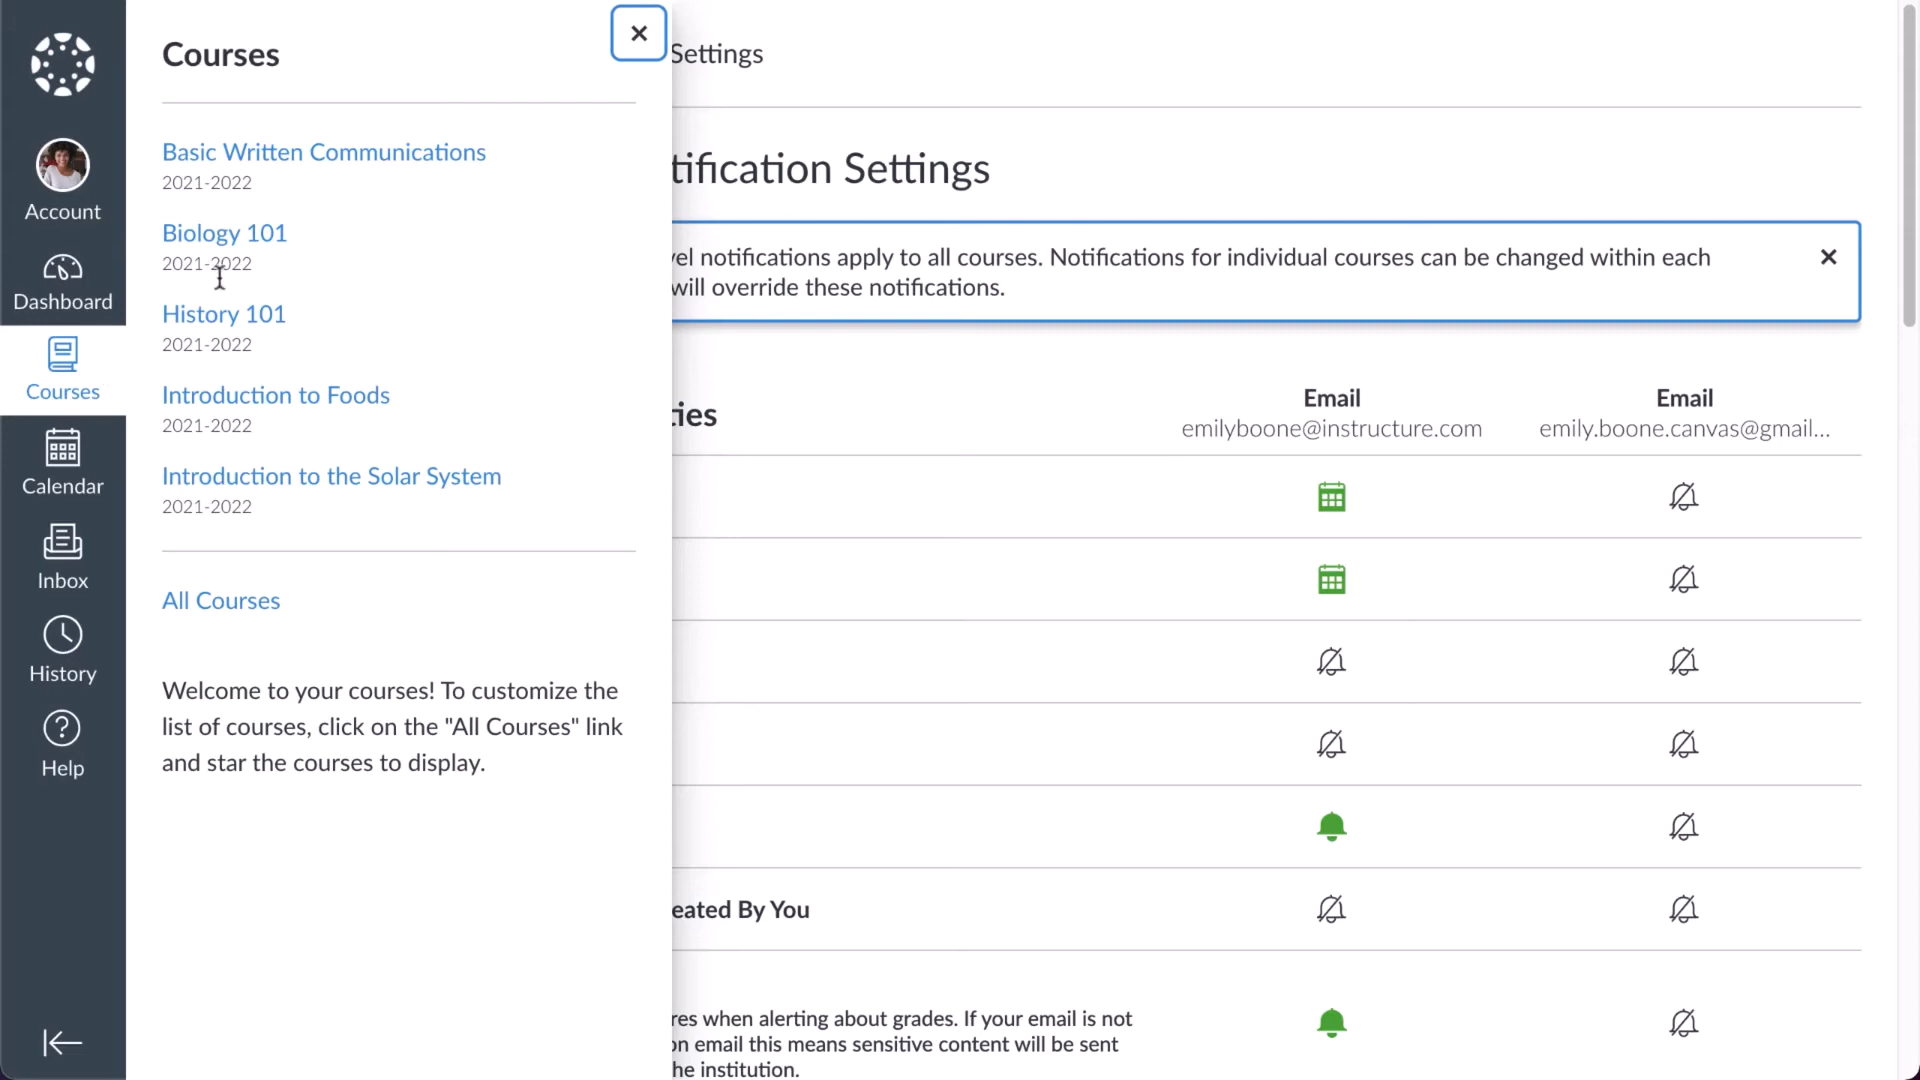 Courses
Basic Written Communications
2021-2022
Biology 101
2021-2022
History 101
2021-2022
Introduction to Foods
2021-2022
Introduction to the Solar System
2021-2022
All Courses
Welcome to your courses! To customize the
list of courses, click on the "All Courses" link
and star the courses to display.
Account
Dashboard
Courses
Calendar
Inbox
History
Help
Settings
tification Settings
vel notifications apply to all courses. Notifications for individual courses can be changed within each
will override these notifications.
ties
Email
emilyboone@instructure.com
Email
emily.boone.canvas@gmail...
eated By You
res when alerting about grades. If your email is not
on email this means sensitive content will be sent
he institution.